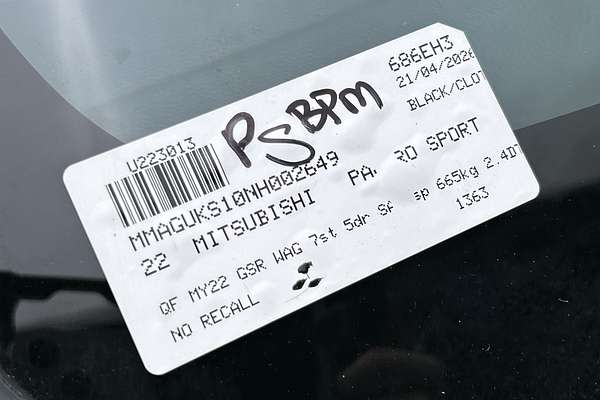 686EH3
21/04/2026
BLACK/CLOT
U223013
PS BPM
MMAGUKS10NH002649
22 MITSUBISHI PA RO SPORT
QF MY22 GSR WAG 7st 5dr Sf sp 665kg 2.4DT
NO RECALL
1363